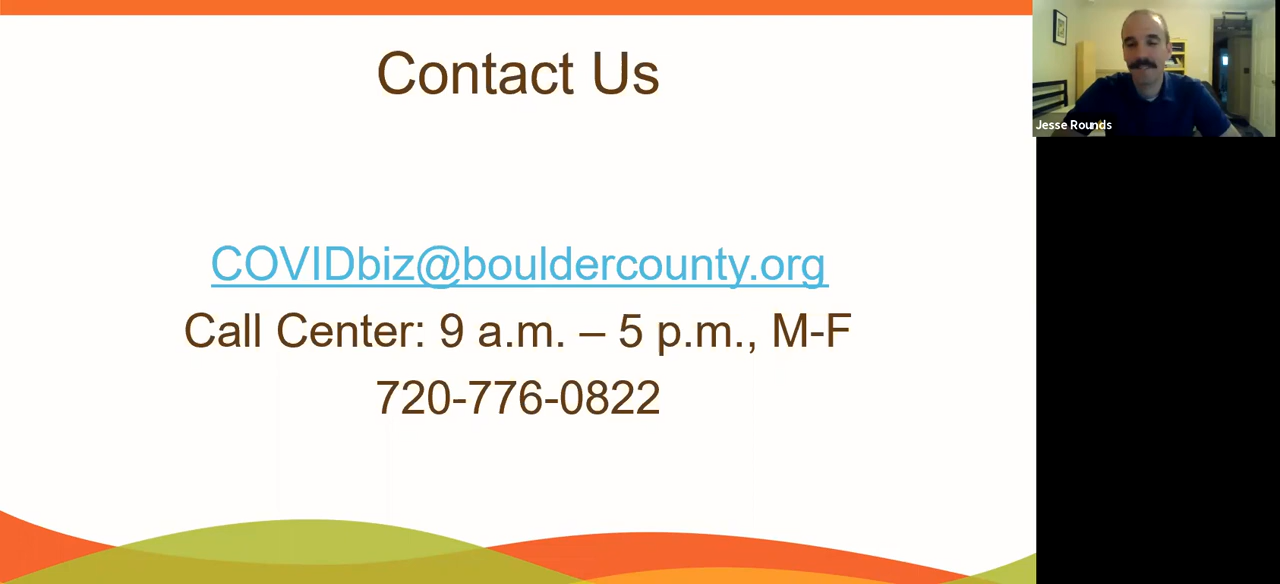 Contact Us
COVIDbiz@bouldercounty.org
Call Center: 9 a.m. – 5 p.m., M-F
720-776-0822
Jesse Rounds